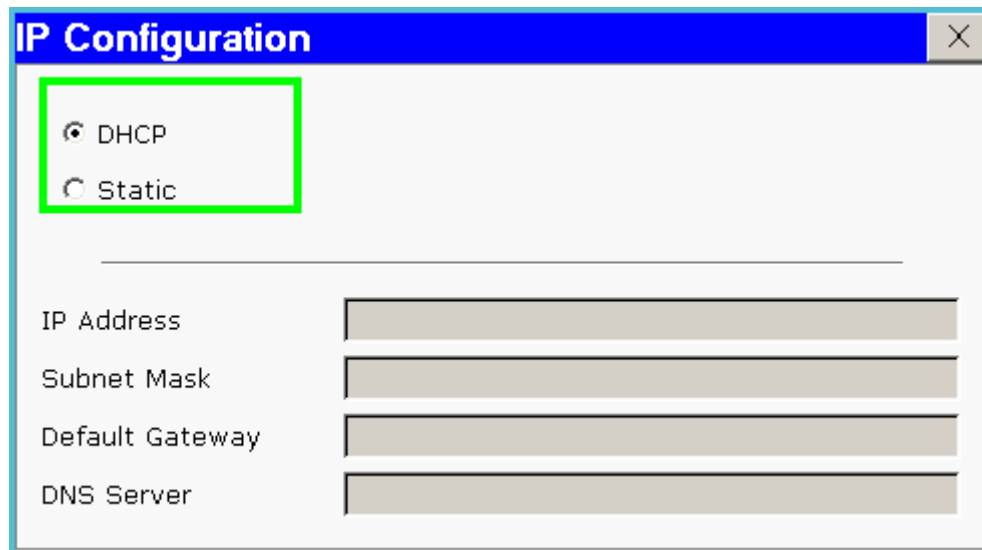 IP Configuration
DHCP
Static
IP Address
Subnet Mask
Default Gateway
DNS Server